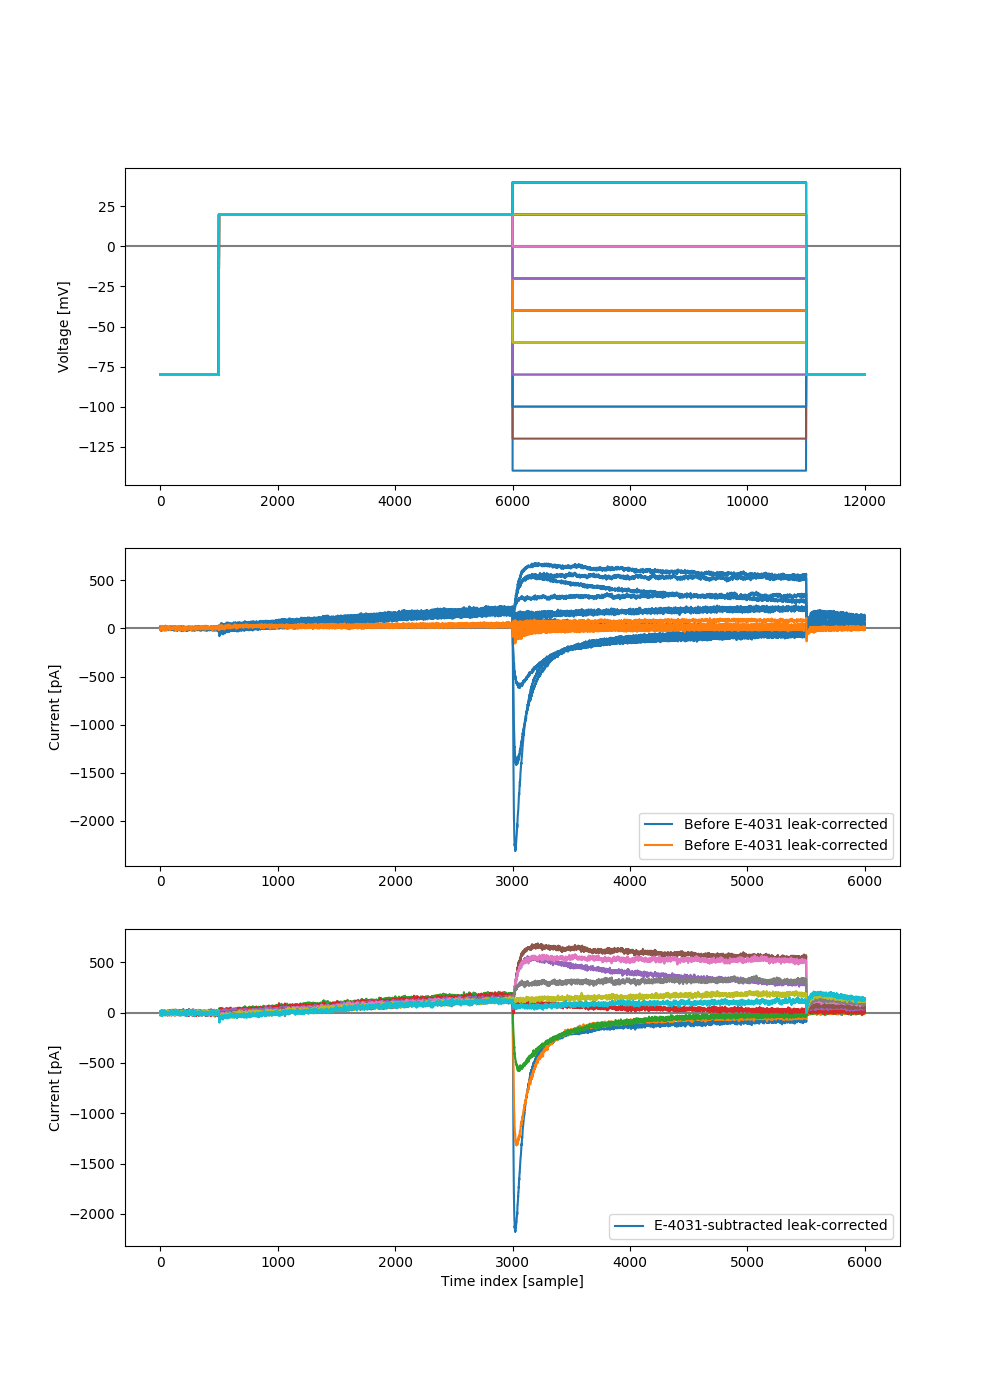 25
0
−25
−50
−75
−100
−125
Voltage [mV]
0 2000 4000 6000 8000 10000 12000
500
0
−500
−1000
−1500
−2000
Current [pA]
Before E-4031 leak-corrected
Before E-4031 leak-corrected
0 1000 2000 3000 4000 5000 6000
500
0
−500
−1000
−1500
−2000
Current [pA]
E-4031-subtracted leak-corrected
0 1000 2000 3000 4000 5000 6000
Time index [sample]